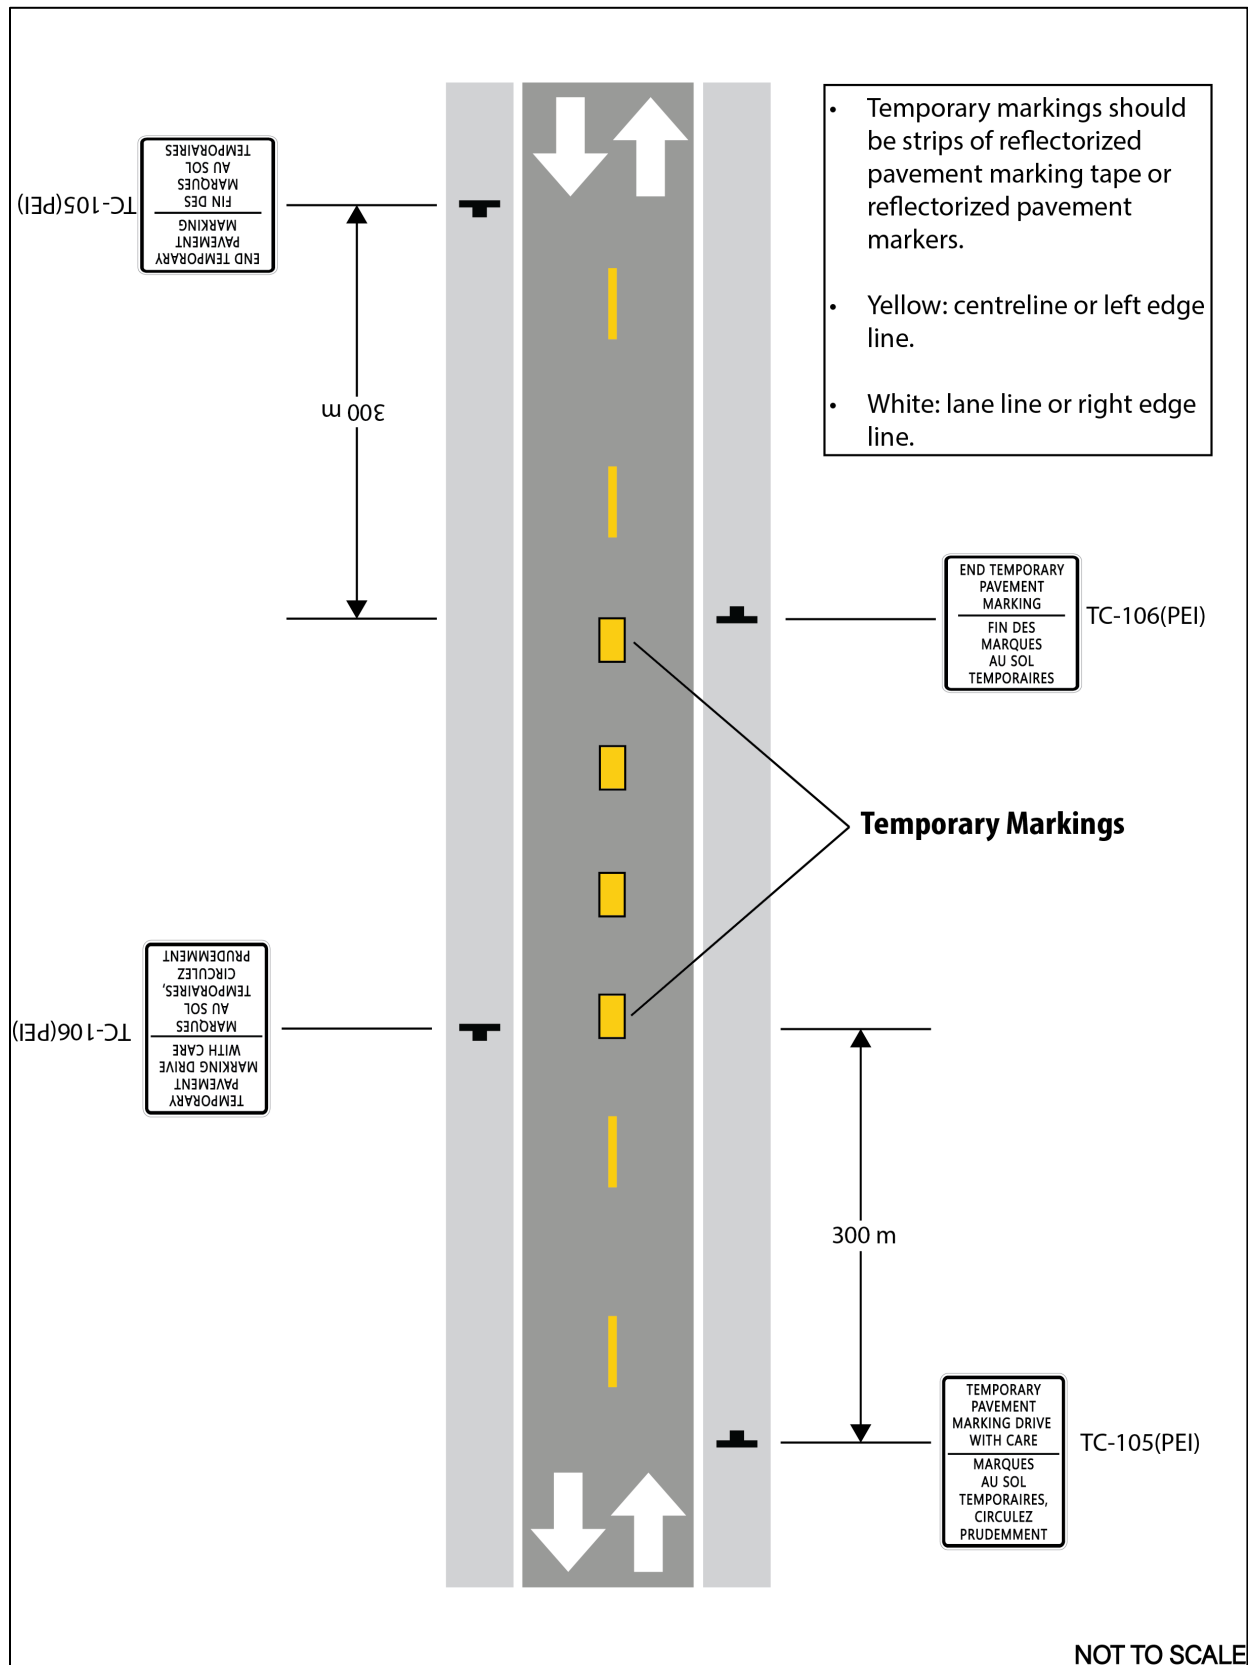 • Temporary markings should
be strips of reflectorized
pavement marking tape or
reflectorized pavement
markers.
• Yellow: centreline or left edge
line.
• White: lane line or right edge
line.
TC-105(PEI)
END TEMPORARY
PAVEMENT
MARKING
FIN DES
MARQUES
AU SOL
TEMPORAIRES
300 m
END TEMPORARY
PAVEMENT
MARKING
FIN DES
MARQUES
AU SOL
TEMPORAIRES
TC-106(PEI)
Temporary Markings
TC-106(PEI)
TEMPORARY
PAVEMENT
MARKING DRIVE
WITH CARE
MARQUES
AU SOL
TEMPORAIRES,
CIRCULEZ
PRUDEMMENT
300 m
TEMPORARY
PAVEMENT
MARKING DRIVE
WITH CARE
MARQUES
AU SOL
TEMPORAIRES,
CIRCULEZ
PRUDEMMENT
TC-105(PEI)
NOT TO SCALE